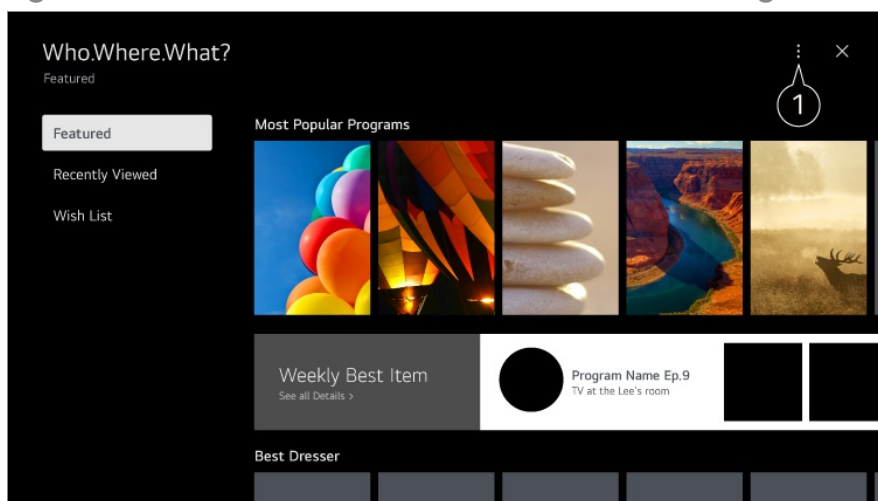 Who.Where.What?
Featured
1
Featured
Recently Viewed
Wish List
Most Popular Programs
Weekly Best Item
See all Details >
Program Name Ep.9
TV at the Lee's room
Best Dresser